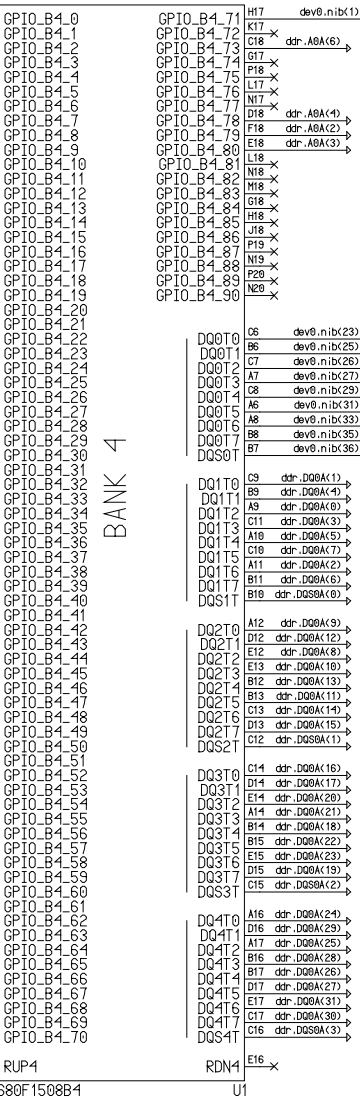 GPIO_B4_0 GPIO_B4_71 H17 dev0.nib(1)
GPIO_B4_1 GPIO_B4_72 K17
GPIO_B4_2 GPIO_B4_73 C18 ddr.A0A(6)
GPIO_B4_3 GPIO_B4_74 G17
GPIO_B4_4 GPIO_B4_75 P18
GPIO_B4_5 GPIO_B4_76 L17
GPIO_B4_6 GPIO_B4_77 N17
GPIO_B4_7 GPIO_B4_78 D18 ddr.A0A(4)
GPIO_B4_8 GPIO_B4_79 F18 ddr.A0A(2)
GPIO_B4_9 GPIO_B4_80 E18 ddr.A0A(3)
GPIO_B4_10 GPIO_B4_81 L18
GPIO_B4_11 GPIO_B4_82 N18
GPIO_B4_12 GPIO_B4_83 M18
GPIO_B4_13 GPIO_B4_84 G18
GPIO_B4_14 GPIO_B4_85 H18
GPIO_B4_15 GPIO_B4_86 J18
GPIO_B4_16 GPIO_B4_87 P19
GPIO_B4_17 GPIO_B4_88 N19
GPIO_B4_18 GPIO_B4_89 P20
GPIO_B4_19 GPIO_B4_90 N20
GPIO_B4_20
GPIO_B4_21
GPIO_B4_22 DQ0T0 C6 dev0.nib(23)
GPIO_B4_23 DQ0T1 B6 dev0.nib(25)
GPIO_B4_24 DQ0T2 C7 dev0.nib(26)
GPIO_B4_25 DQ0T3 A7 dev0.nib(27)
GPIO_B4_26 DQ0T4 C8 dev0.nib(29)
GPIO_B4_27 DQ0T5 A6 dev0.nib(31)
GPIO_B4_28 DQ0T6 A8 dev0.nib(33)
GPIO_B4_29 DQ0T7 B8 dev0.nib(35)
GPIO_B4_30 DQS0T B7 dev0.nib(36)
GPIO_B4_31
GPIO_B4_32 DQ1T0 C9 ddr.DQ0A(1)
GPIO_B4_33 DQ1T1 B9 ddr.DQ0A(4)
GPIO_B4_34 DQ1T2 A9 ddr.DQ0A(0)
GPIO_B4_35 DQ1T3 C11 ddr.DQ0A(3)
GPIO_B4_36 DQ1T4 A10 ddr.DQ0A(5)
GPIO_B4_37 DQ1T5 C10 ddr.DQ0A(7)
GPIO_B4_38 DQ1T6 A11 ddr.DQ0A(2)
GPIO_B4_39 DQ1T7 B11 ddr.DQ0A(6)
GPIO_B4_40 DQS1T B10 ddr.DQS0A(0)
BANK 4
GPIO_B4_41
GPIO_B4_42 DQ2T0 A12 ddr.DQ0A(9)
GPIO_B4_43 DQ2T1 D12 ddr.DQ0A(12)
GPIO_B4_44 DQ2T2 E12 ddr.DQ0A(8)
GPIO_B4_45 DQ2T3 E13 ddr.DQ0A(10)
GPIO_B4_46 DQ2T4 B12 ddr.DQ0A(13)
GPIO_B4_47 DQ2T5 B13 ddr.DQ0A(11)
GPIO_B4_48 DQ2T6 C13 ddr.DQ0A(14)
GPIO_B4_49 DQ2T7 D13 ddr.DQ0A(15)
GPIO_B4_50 DQS2T C12 ddr.DQS0A(1)
GPIO_B4_51
GPIO_B4_52 DQ3T0 C14 ddr.DQ0A(16)
GPIO_B4_53 DQ3T1 D14 ddr.DQ0A(17)
GPIO_B4_54 DQ3T2 E14 ddr.DQ0A(20)
GPIO_B4_55 DQ3T3 A14 ddr.DQ0A(21)
GPIO_B4_56 DQ3T4 B14 ddr.DQ0A(18)
GPIO_B4_57 DQ3T5 B15 ddr.DQ0A(22)
GPIO_B4_58 DQ3T6 E15 ddr.DQ0A(23)
GPIO_B4_59 DQ3T7 D15 ddr.DQ0A(19)
GPIO_B4_60 DQS3T C15 ddr.DQS0A(2)
GPIO_B4_61
GPIO_B4_62 DQ4T0 A16 ddr.DQ0A(24)
GPIO_B4_63 DQ4T1 D16 ddr.DQ0A(29)
GPIO_B4_64 DQ4T2 A17 ddr.DQ0A(25)
GPIO_B4_65 DQ4T3 B16 ddr.DQ0A(28)
GPIO_B4_66 DQ4T4 B17 ddr.DQ0A(26)
GPIO_B4_67 DQ4T5 D17 ddr.DQ0A(27)
GPIO_B4_68 DQ4T6 E17 ddr.DQ0A(31)
GPIO_B4_69 DQ4T7 C17 ddr.DQ0A(30)
GPIO_B4_70 DQS4T C16 ddr.DQS0A(3)
RUP4 RDN4 E16
S80F1508B4 U1